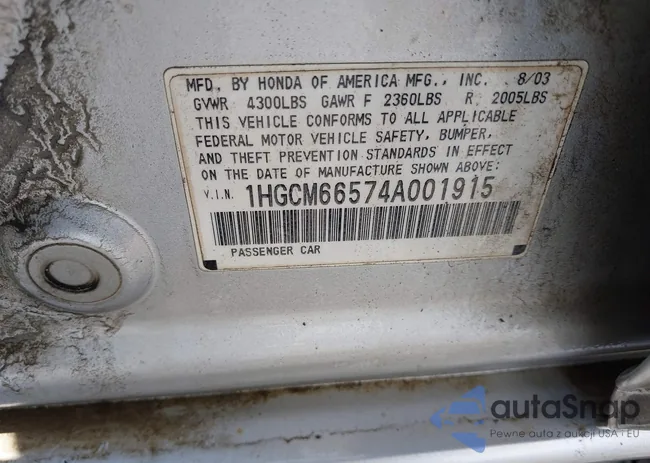 MFD. BY HONDA OF AMERICA MFG., INC. 8/03
GVWR 4300LBS GAWR F 2360LBS R 2005LBS
THIS VEHICLE CONFORMS TO ALL APPLICABLE
FEDERAL MOTOR VEHICLE SAFETY, BUMPER,
AND THEFT PREVENTION STANDARDS IN EFFECT
ON THE DATE OF MANUFACTURE SHOWN ABOVE:
V.I.N. 1HGCM66574A001915
PASSENGER CAR
autaSnap
Pewne auta z aukcji USA i EU